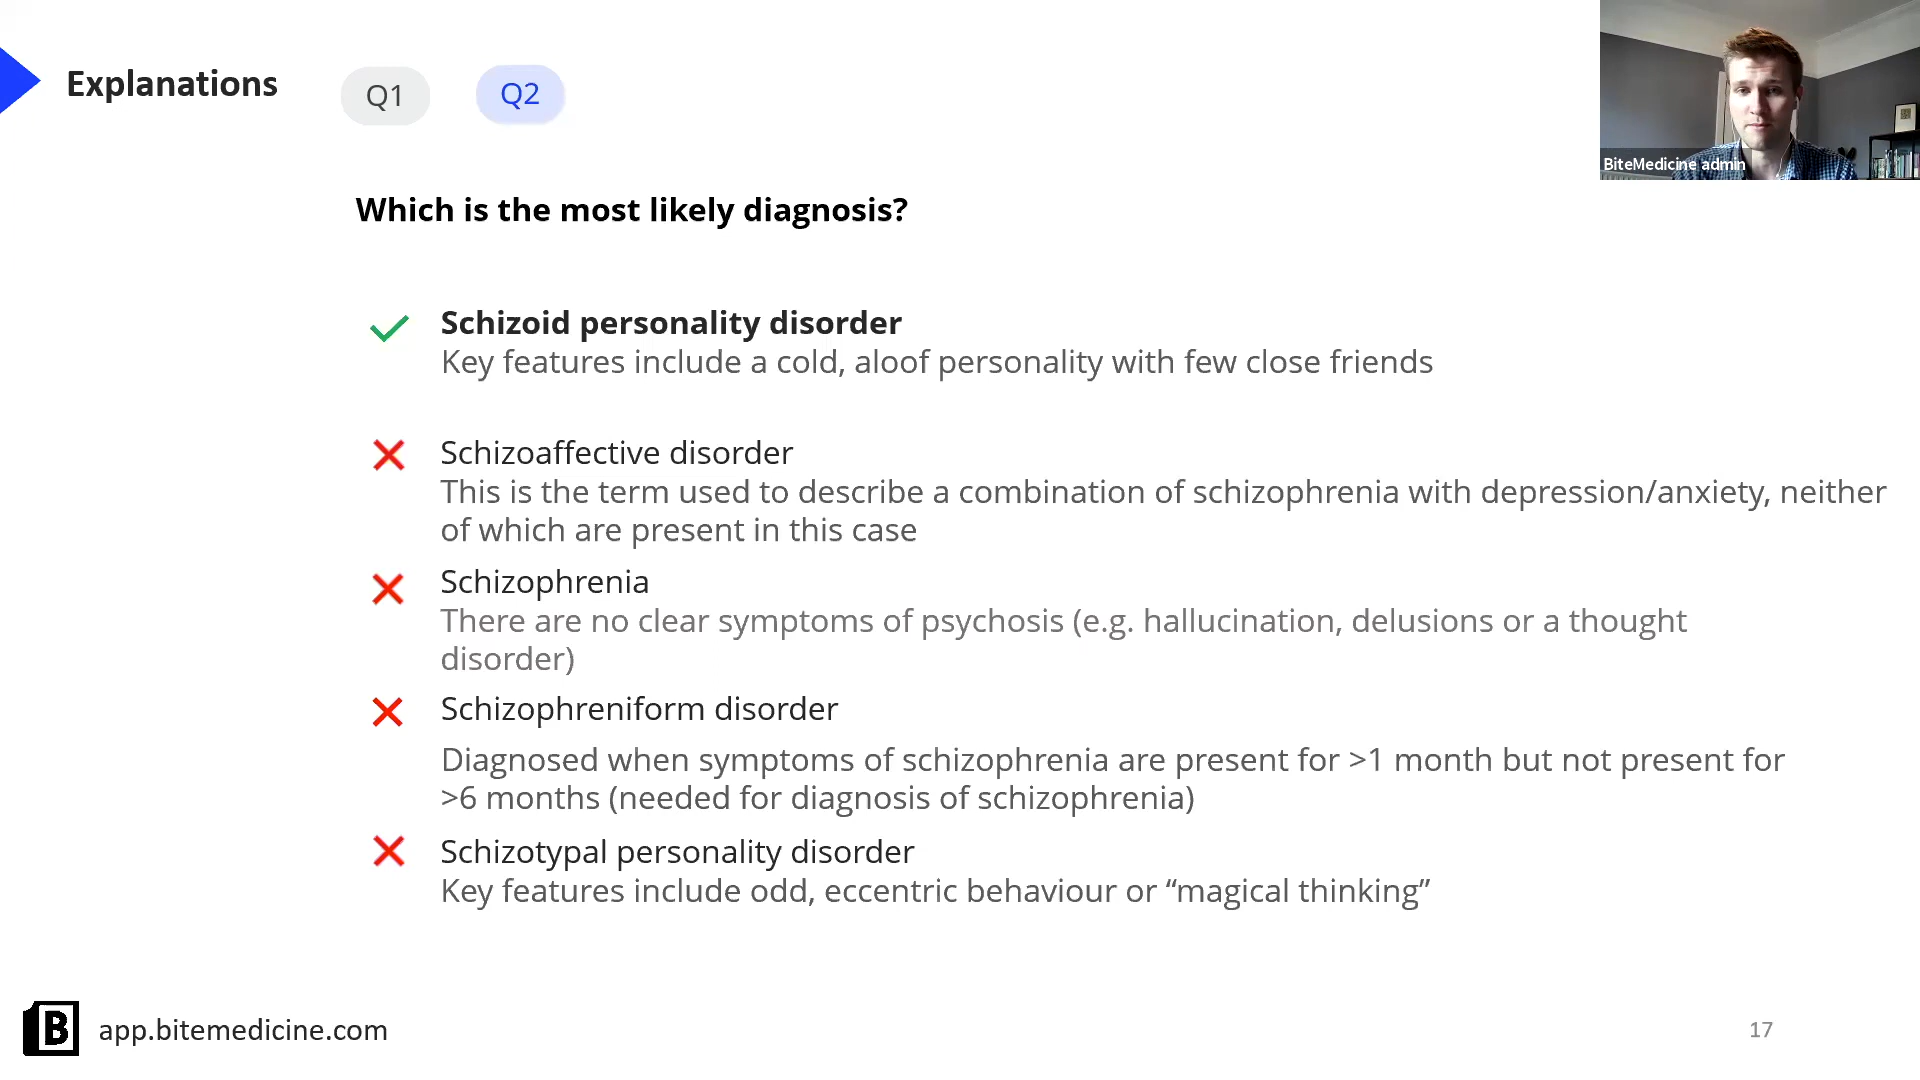 Explanations
Q1
Q2
BiteMedicine admin
Which is the most likely diagnosis?
Schizoid personality disorder
Key features include a cold, aloof personality with few close friends
Schizoaffective disorder
This is the term used to describe a combination of schizophrenia with depression/anxiety, neither
of which are present in this case
Schizophrenia
There are no clear symptoms of psychosis (e.g. hallucination, delusions or a thought
disorder)
Schizophreniform disorder
Diagnosed when symptoms of schizophrenia are present for >1 month but not present for
>6 months (needed for diagnosis of schizophrenia)
Schizotypal personality disorder
Key features include odd, eccentric behaviour or “magical thinking”
B
app.bitemedicine.com
17